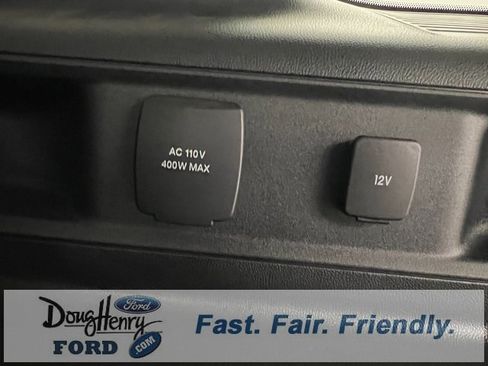 AC 110V
400W MAX
12V
Ford
Doug Henry
FORD
.COM
Fast. Fair. Friendly.